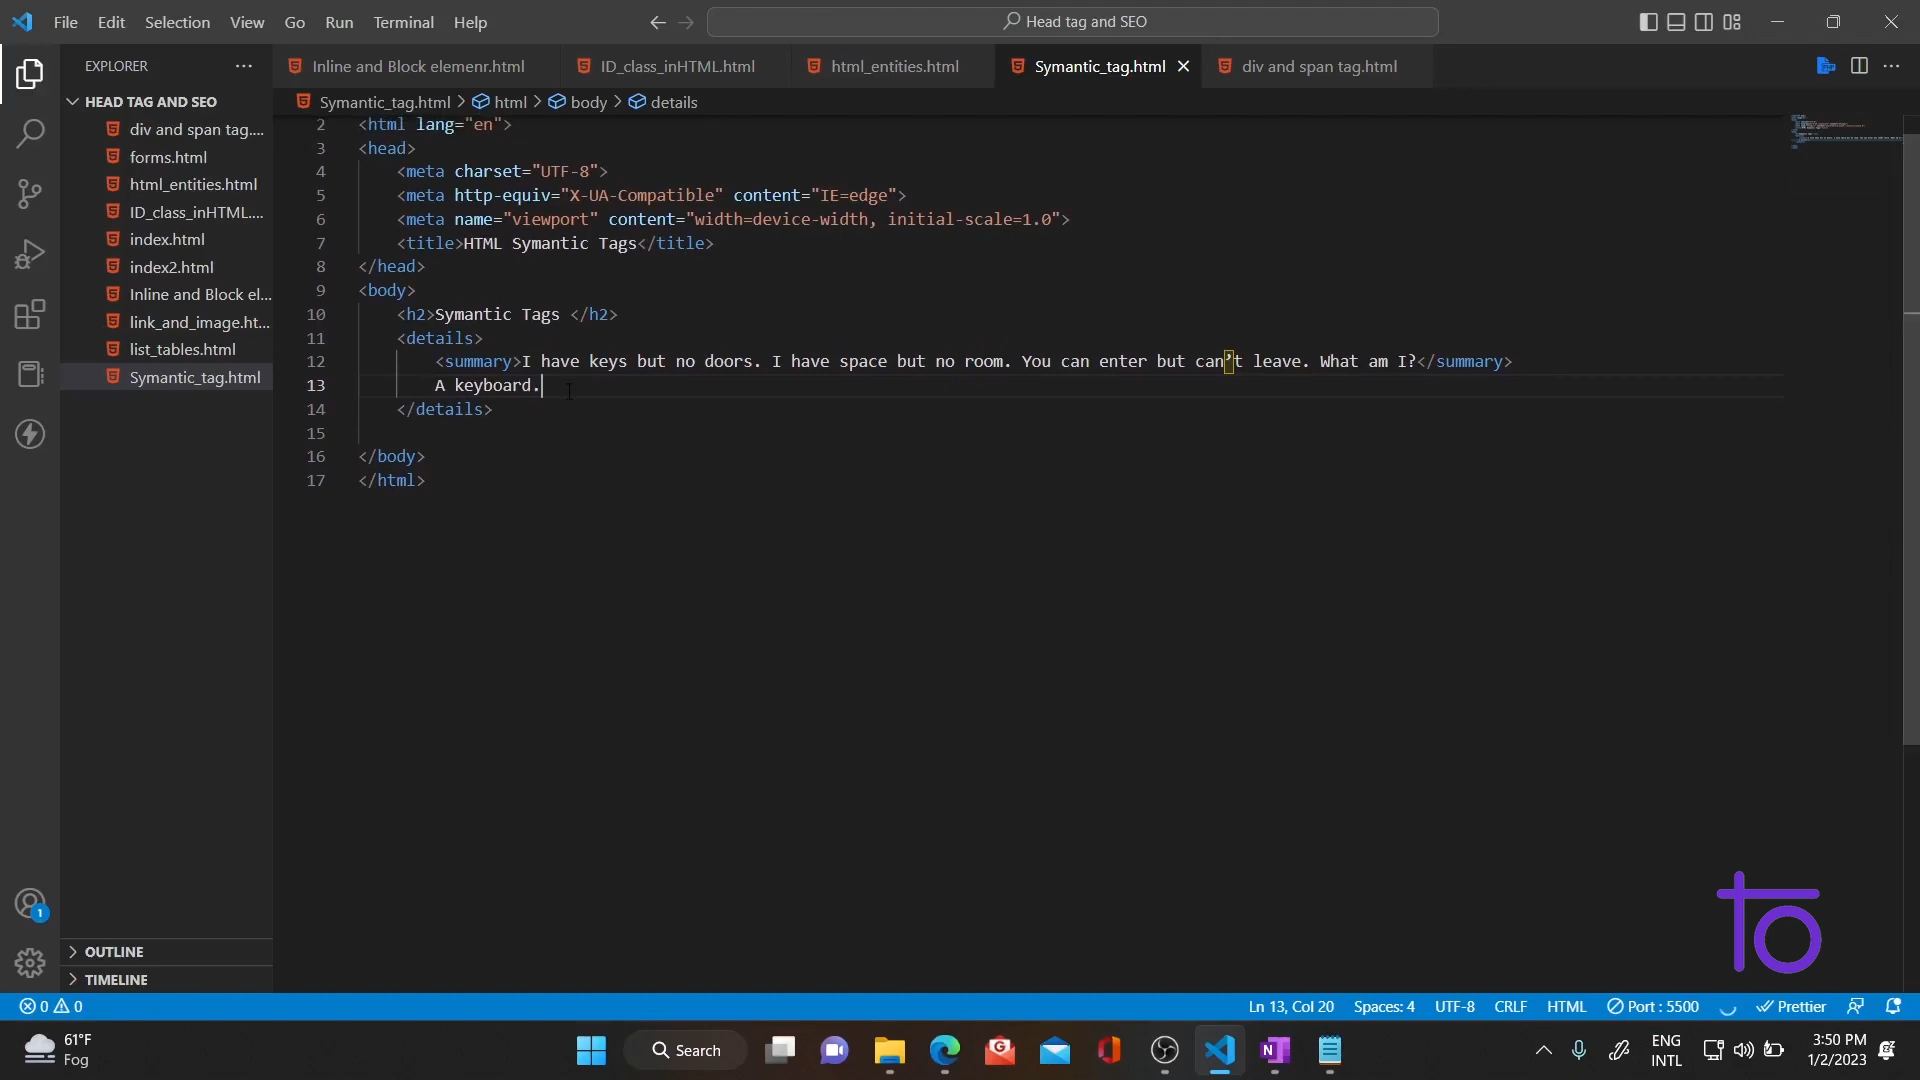 File Edit Selection View Go Run Terminal Help
Head tag and SEO
EXPLORER
Inline and Block elemenr.html ID_class_inHTML.html html_entities.html Symantic_tag.html div and span tag.html
HEAD TAG AND SEO
Symantic_tag.html > html > body > details
div and span tag....
forms.html
html_entities.html
ID_class_inHTML....
index.html
index2.html
Inline and Block el...
link_and_image.ht...
list_tables.html
Symantic_tag.html
2 <html lang="en">
3 <head>
4 <meta charset="UTF-8">
5 <meta http-equiv="X-UA-Compatible" content="IE=edge">
6 <meta name="viewport" content="width=device-width, initial-scale=1.0">
7 <title>HTML Symantic Tags</title>
8 </head>
9 <body>
10 <h2>Symantic Tags </h2>
11 <details>
12 <summary>I have keys but no doors. I have space but no room. You can enter but can’t leave. What am I?</summary>
13 A keyboard.
14 </details>
15
16 </body>
17 </html>
1
OUTLINE
TIMELINE
to
0 0 Ln 13, Col 20 Spaces: 4 UTF-8 CRLF HTML Port : 5500 Prettier
61°F
Fog
Search
ENG
INTL
3:50 PM
1/2/2023